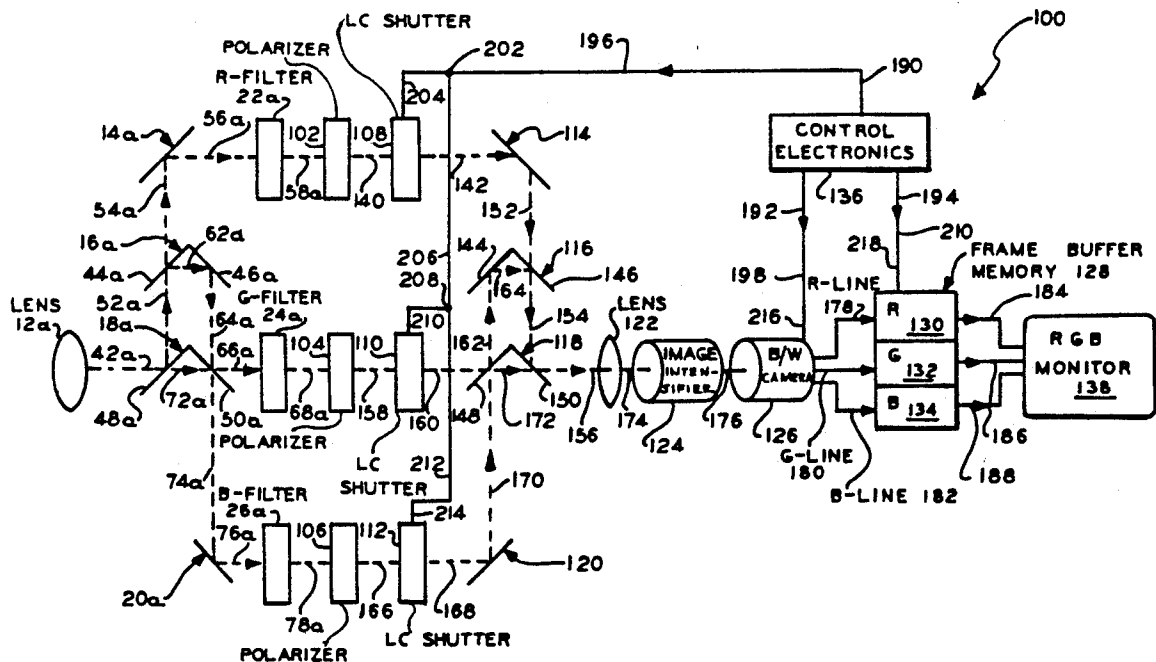 LC SHUTTER
100
202
196
POLARIZER
190
R-FILTER
204
22a
14a
56a
102
108
114
CONTROL
ELECTRONICS
142
58a
140
136
54a
152
192
194
62a
16a
206
144
116
210
218
FRAME BUFFER
MEMORY 128
44a
46a
164
146
198
208
R-LINE
52a
G-FILTER
24a
184
LENS
12a
18a
64a
210
154
LENS
122
216
178
R
130
RGB
MONITOR
138
42a
66a
104
110
162
118
IMAGE
INTEN-
SIFIER
B/W
CAMERA
G
132
72a
68a
158
160
148
172
150
156
174
176
B
134
48a
50a
124
126
186
POLARIZER
G-LINE
180
188
LC
SHUTTER
212
B-LINE 182
74a
170
B-FILTER
26a
214
106
112
76a
120
20a
78a
166
168
LC SHUTTER
POLARIZER